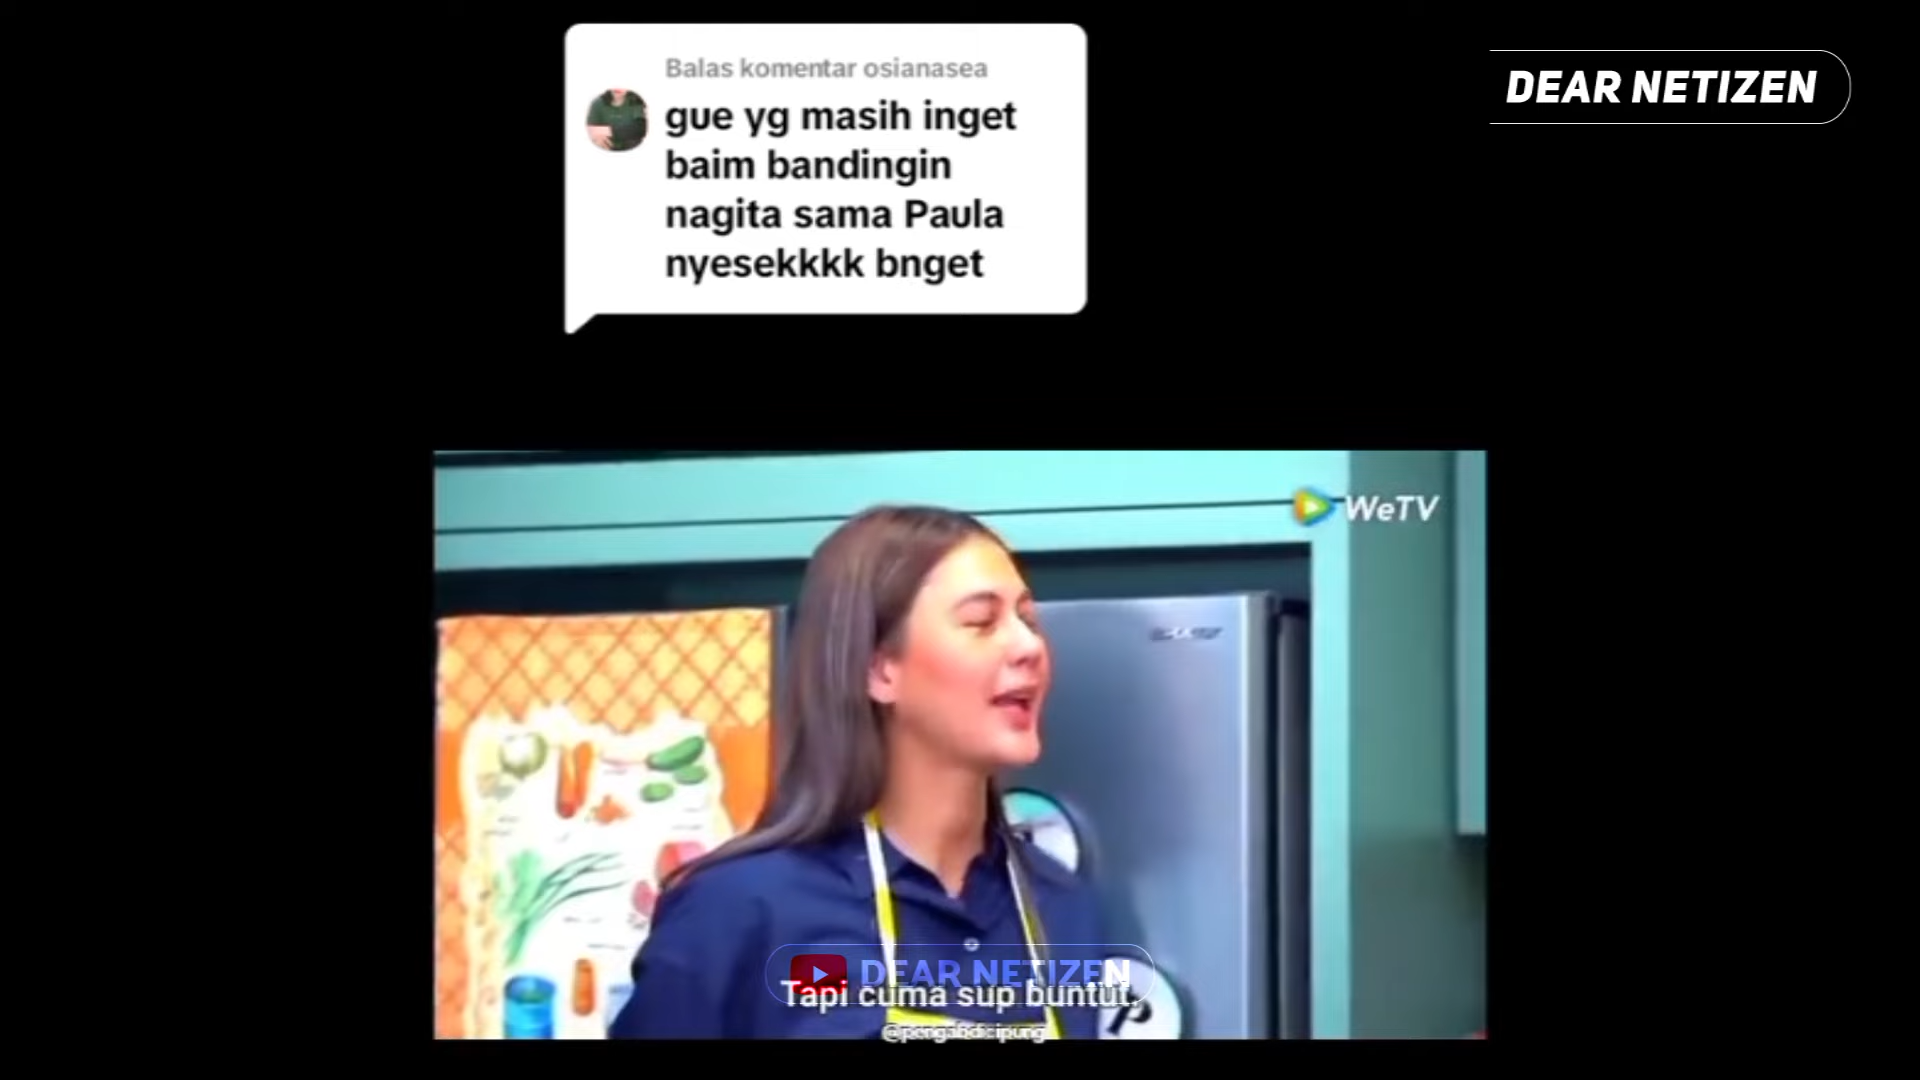 Balas komentar osianasea
gue yg masih inget
baim bandingin
nagita sama Paula
nyesekkkk bnget
DEAR NETIZEN
WeTV
DEAR NETIZEN
Tapi cuma sup buntut.
@pengabdicipung
P